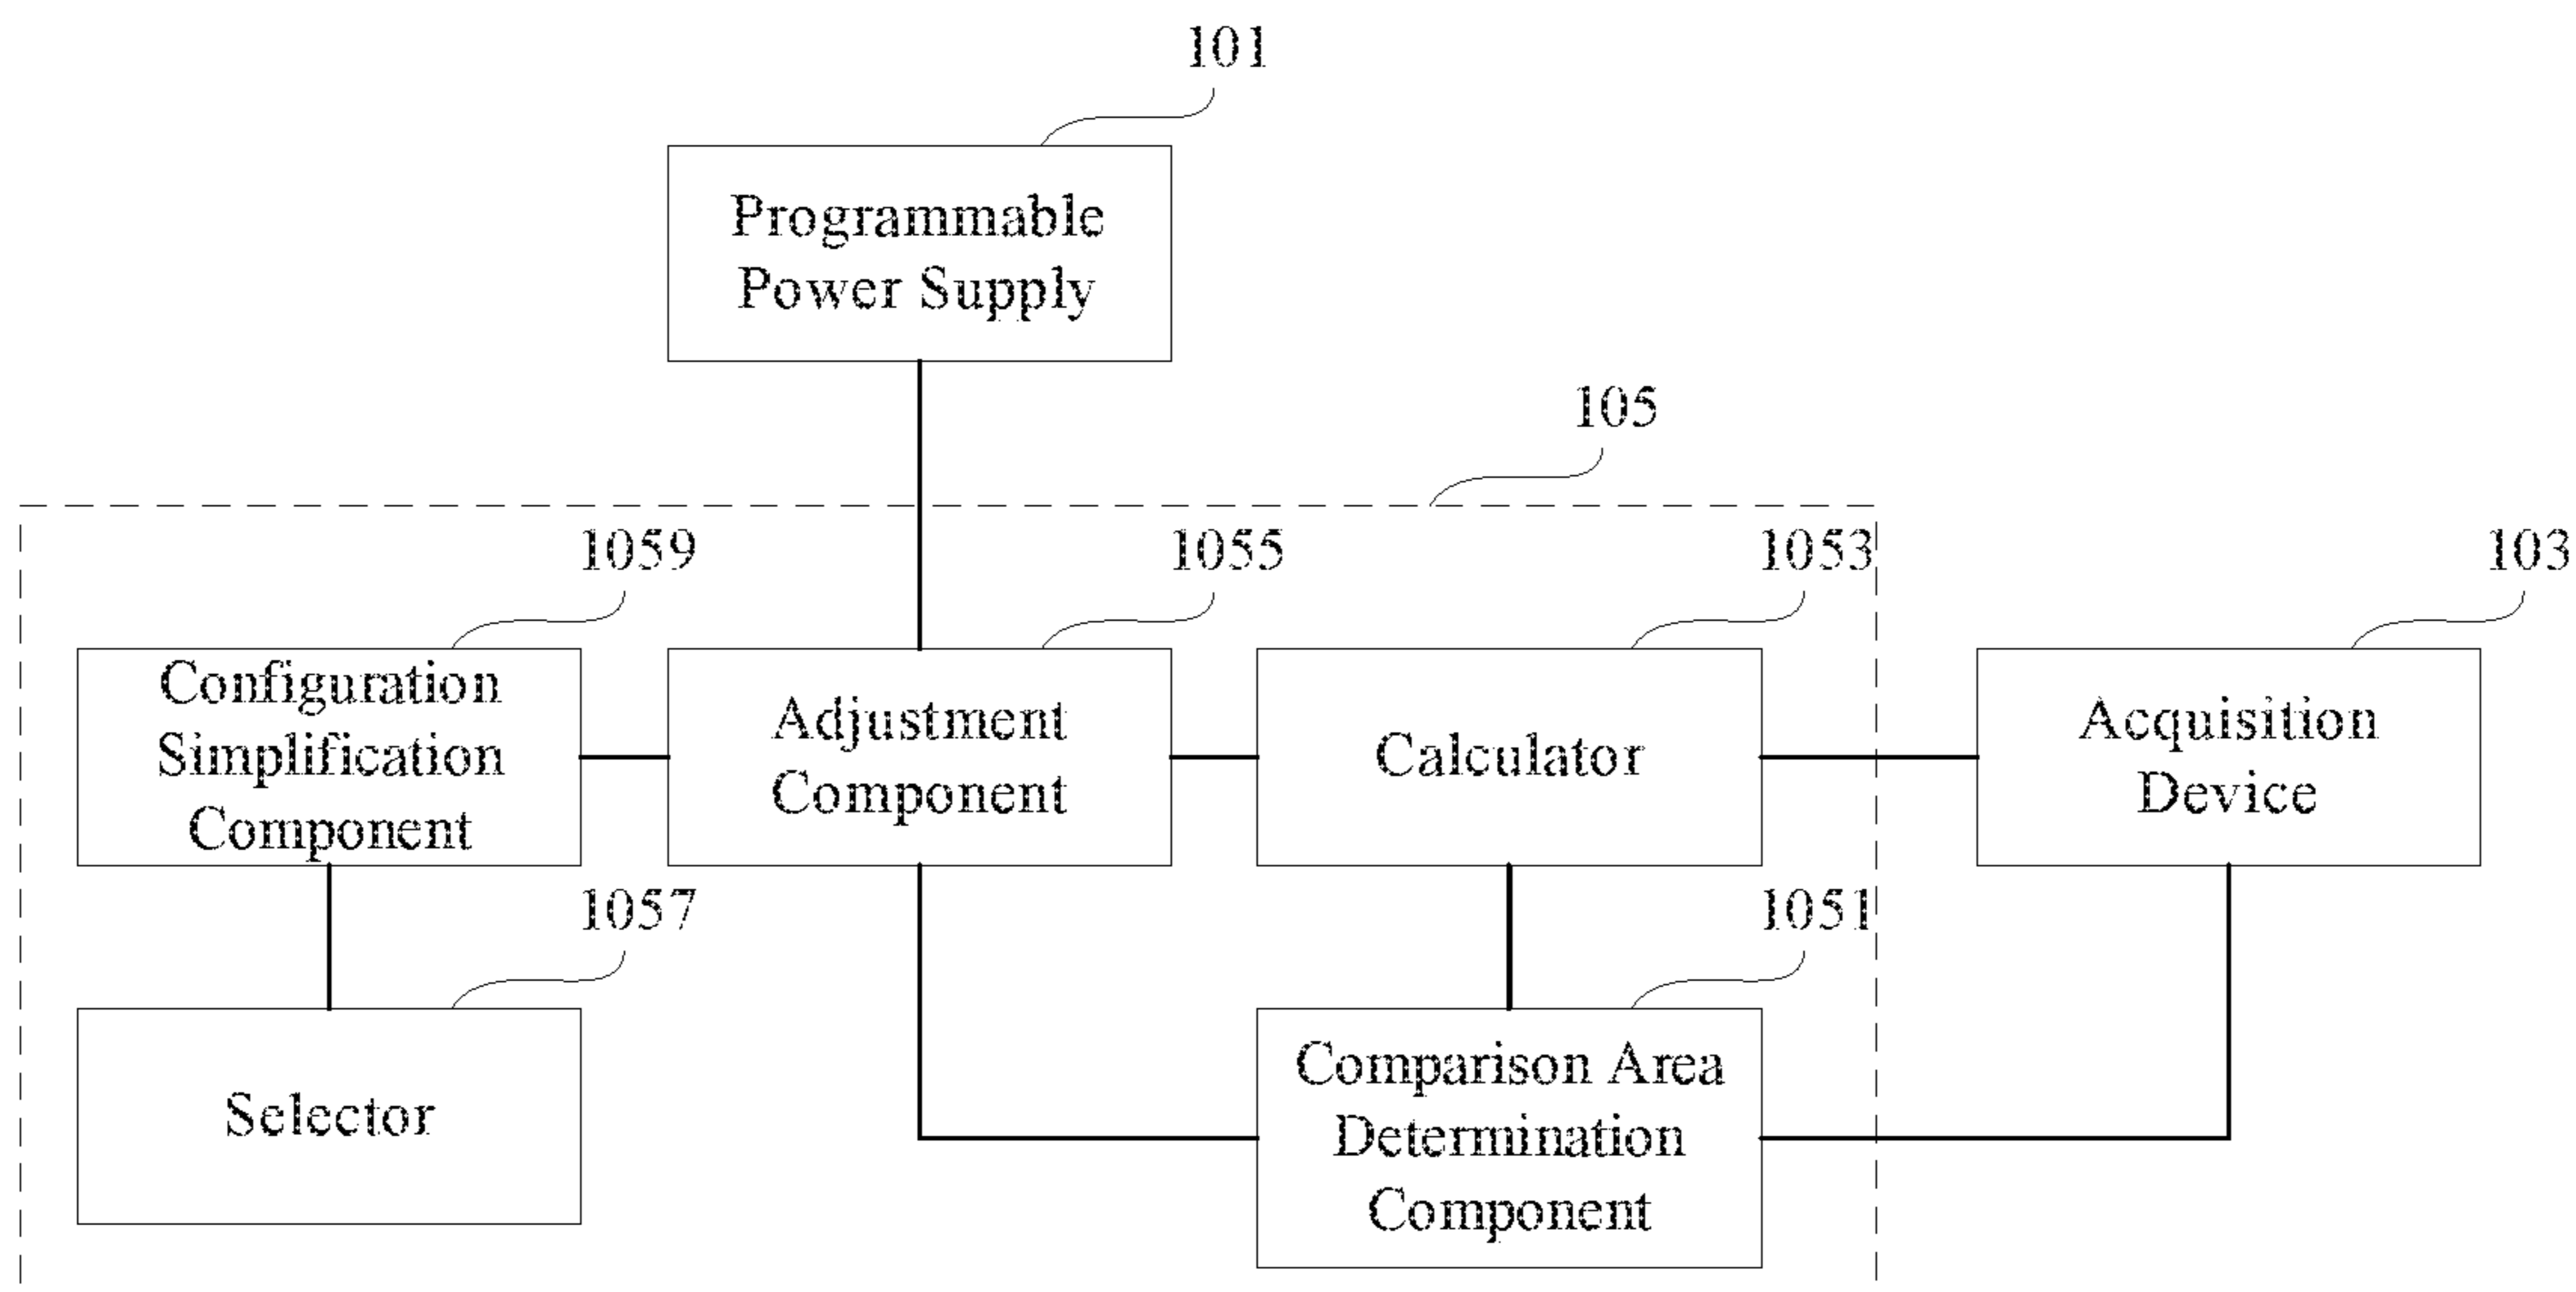 101
Programmable
Power Supply
105
1059
1055
1053
103
Configuration
Simplification
Component
Adjustment
Component
Calculator
Acquisition
Device
1057
1051
Selector
Comparison Area
Determination
Component